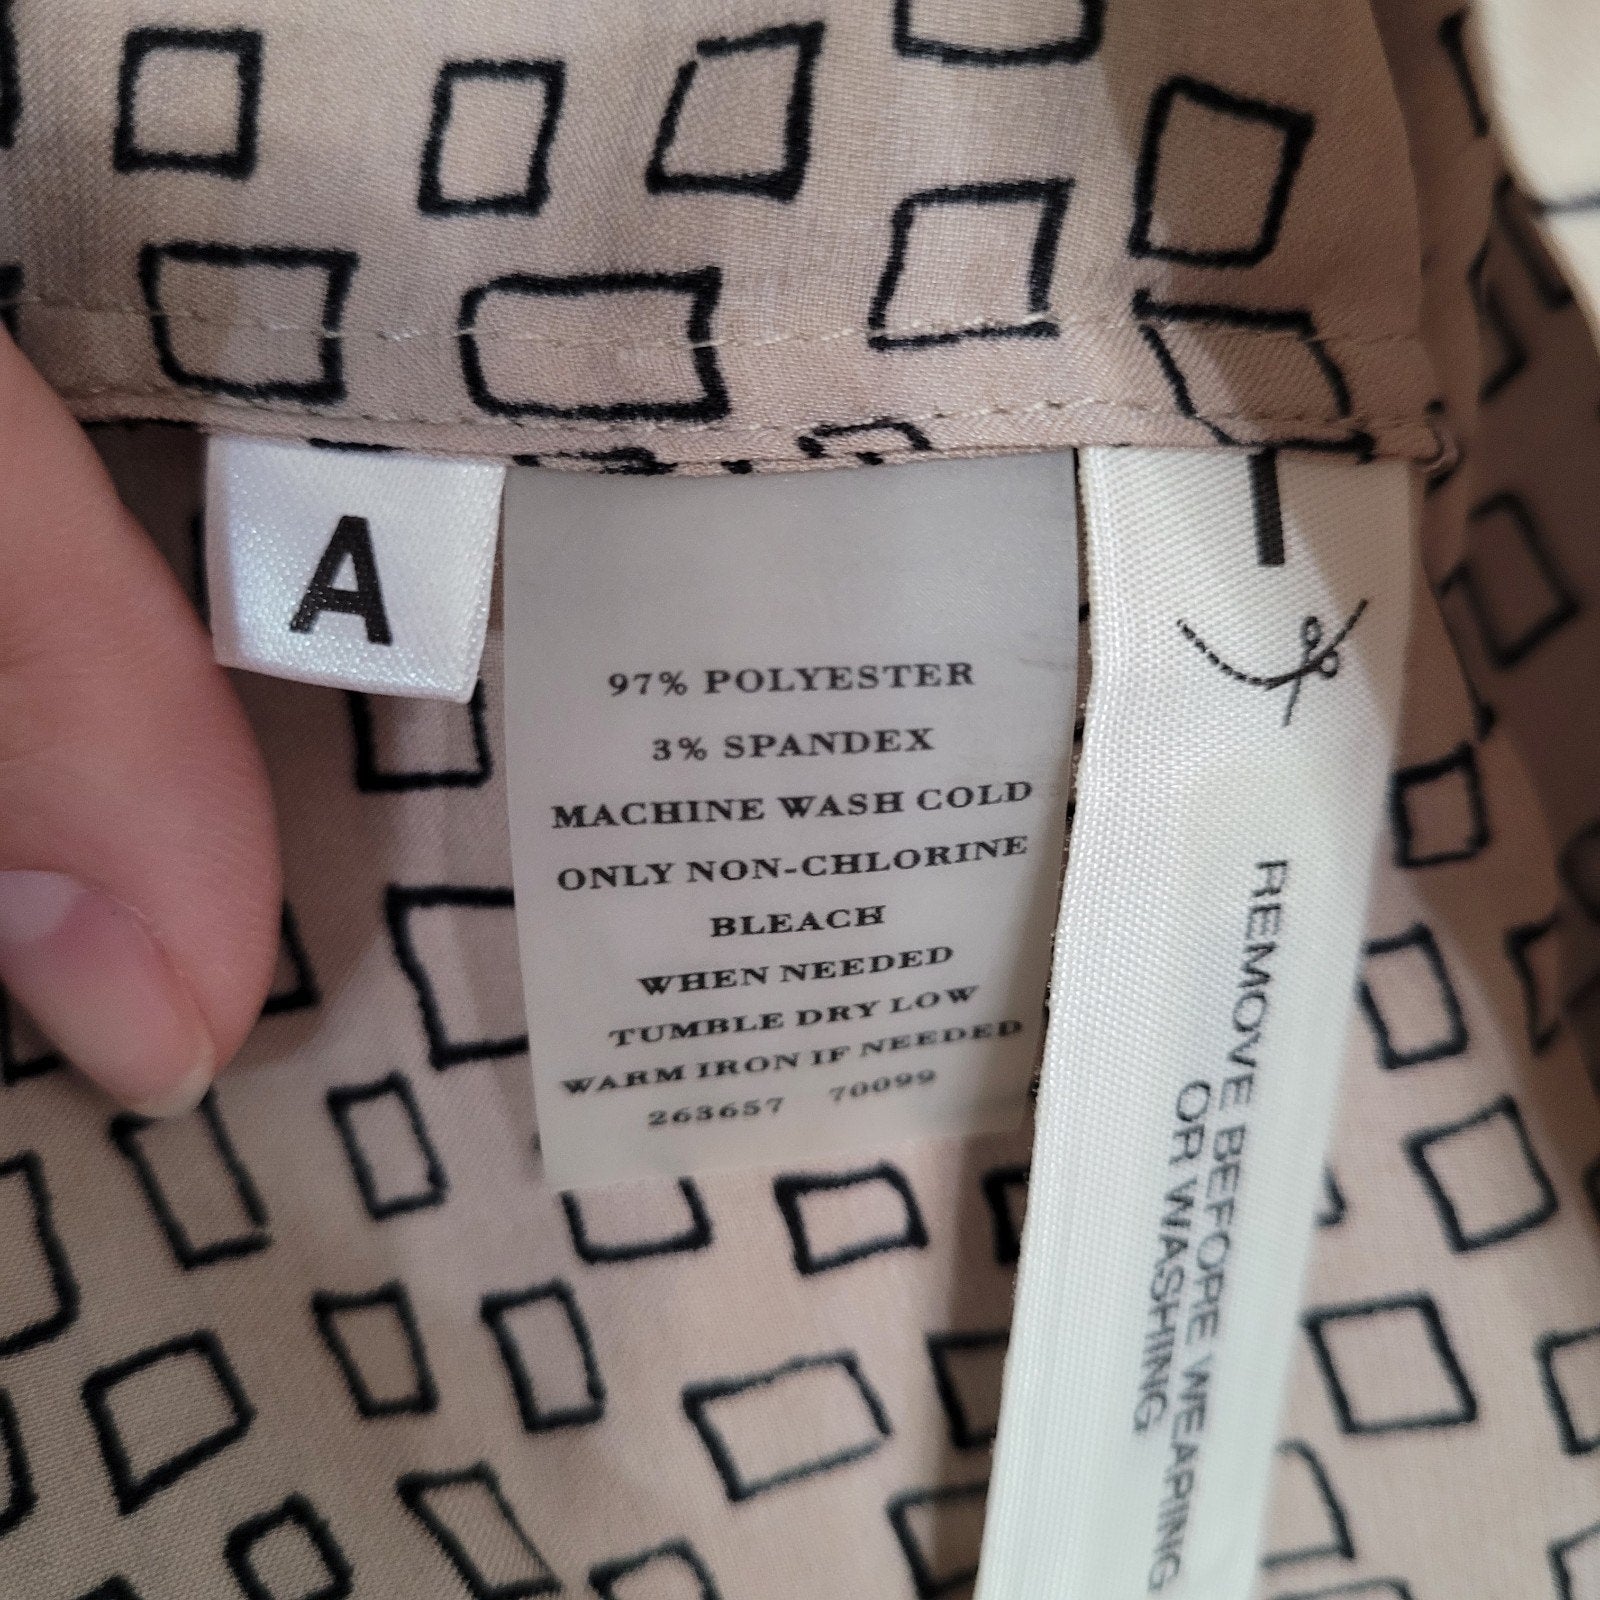 A
97% POLYESTER
3% SPANDEX
MACHINE WASH COLD
ONLY NON-CHLORINE
BLEACH
WHEN NEEDED
TUMBLE DRY LOW
WARM IRON IF NEEDED
263657 70099
REMOVE BEFORE WEARING
OR WASHING